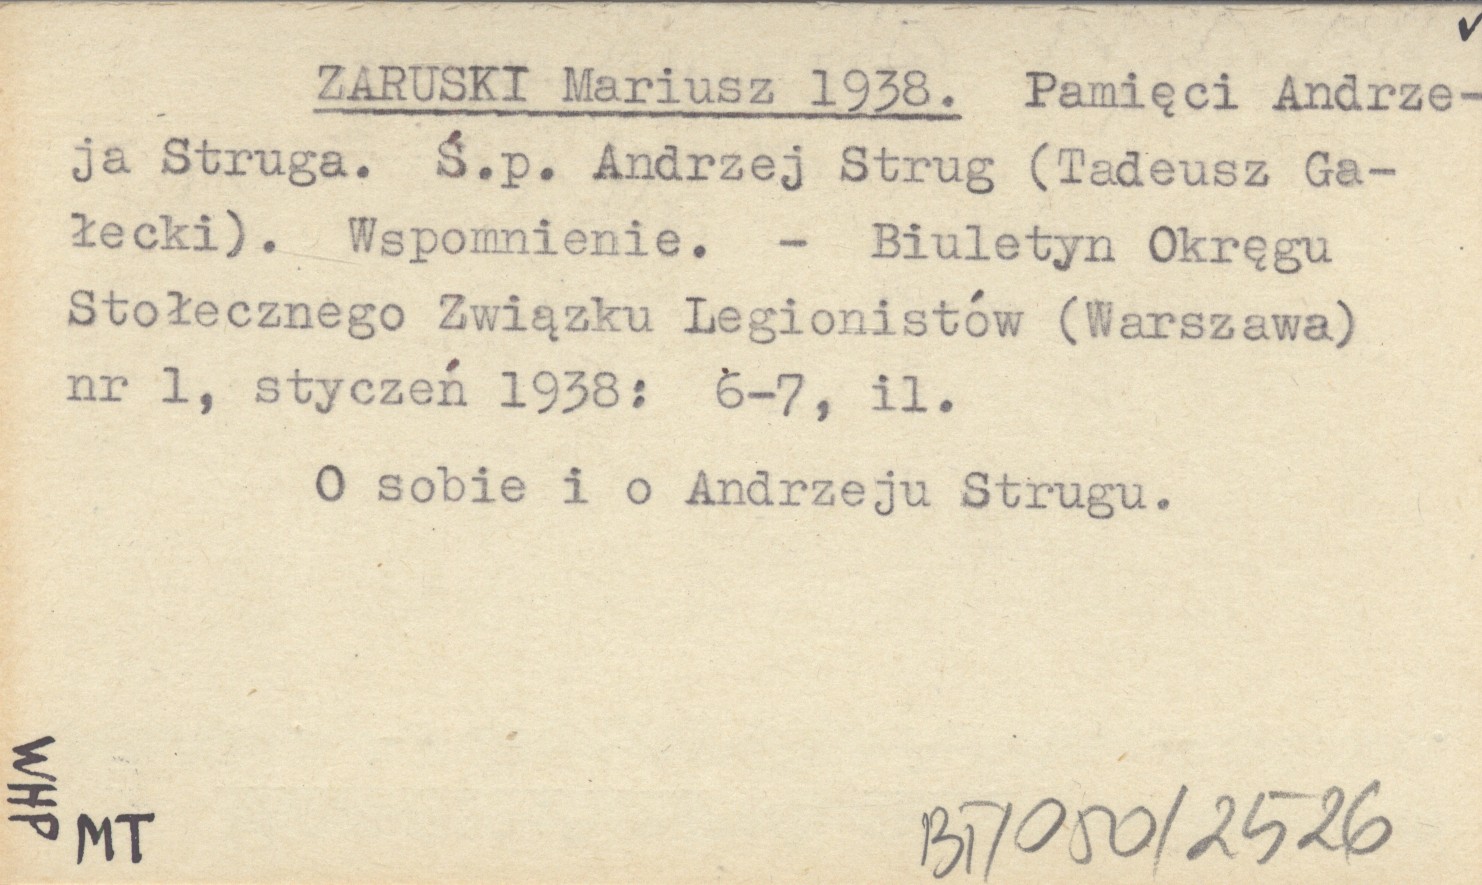 ZARUSKI Mariusz 1938. Pamięci Andrze-
ja Struga. Ś.p. Andrzej Strug (Tadeusz Ga-
łecki). Wspomnienie. - Biuletyn Okręgu
Stołecznego Związku Legionistów (Warszawa)
nr 1, styczeń 1938: 6-7, il.
O sobie i o Andrzeju Strugu.
WHP
MT
BT/080/2526